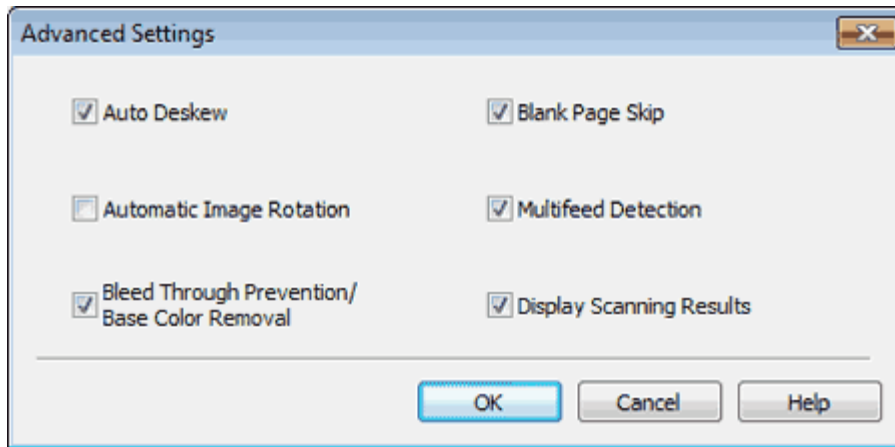 Advanced Settings
Auto Deskew
Blank Page Skip
Automatic Image Rotation
Multifeed Detection
Bleed Through Prevention/
Base Color Removal
Display Scanning Results
OK
Cancel
Help